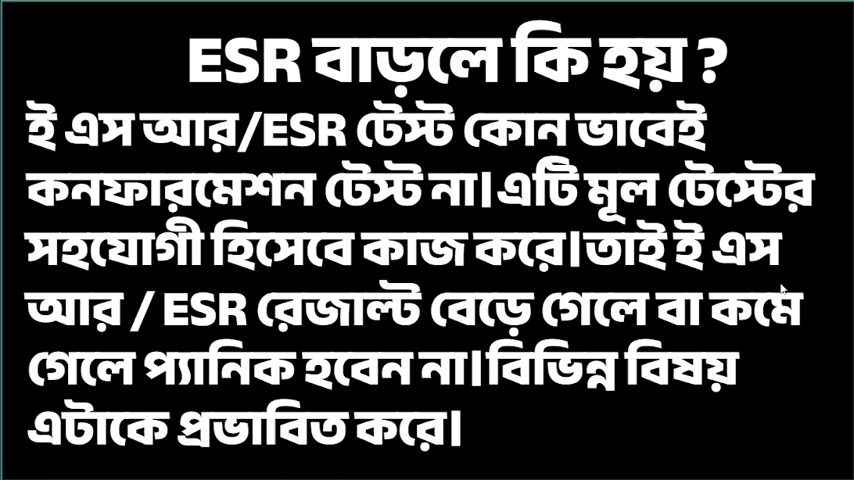 ESR বাড়লে কি হয় ?
ই এস আর/ESR টেস্ট কোন ভাবেই
কনফারমেশন টেস্ট না।এটি মূল টেস্টের
সহযোগী হিসেবে কাজ করে।তাই ই এস
আর / ESR রেজাল্ট বেড়ে গেলে বা কমে
গেলে প্যানিক হবেন না।বিভিন্ন বিষয়
এটাকে প্রভাবিত করে।